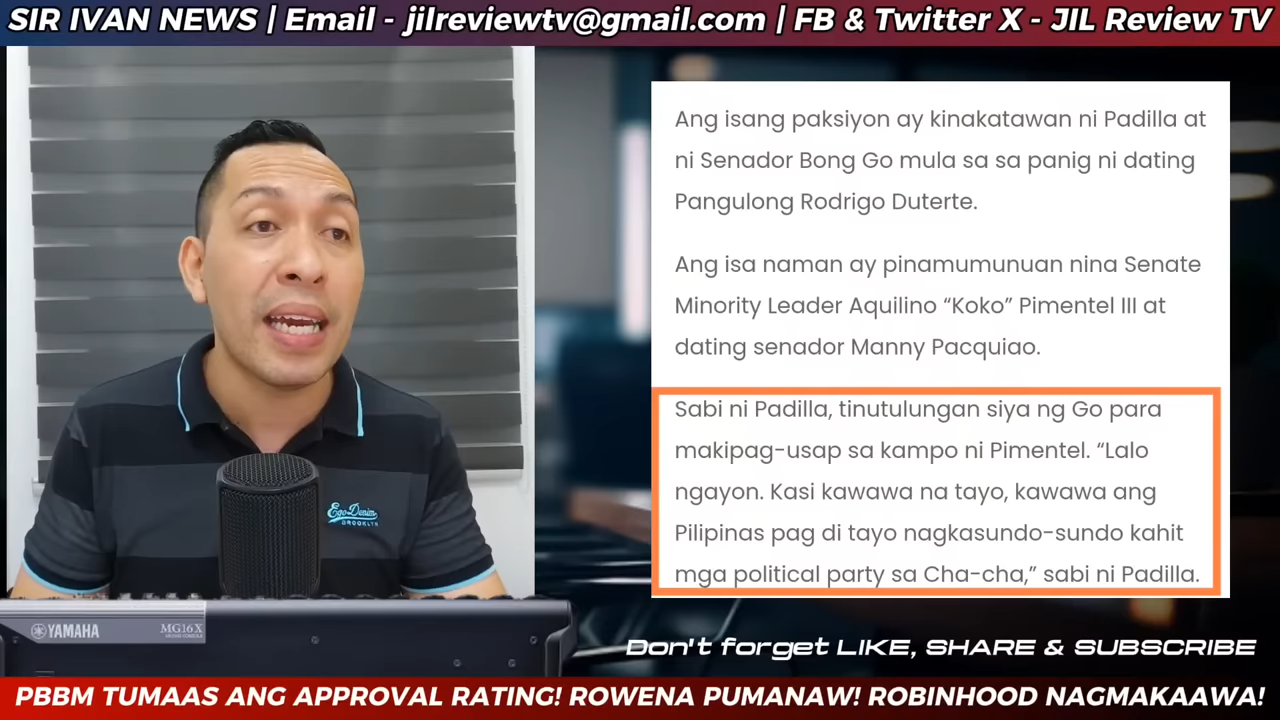 SIR IVAN NEWS | Email - jilreviewtv@gmail.com | FB & Twitter X - JIL Review TV
Ang isang paksiyon ay kinakatawan ni Padilla at
ni Senador Bong Go mula sa sa panig ni dating
Pangulong Rodrigo Duterte.
Ang isa naman ay pinamumunuan nina Senate
Minority Leader Aquilino “Koko” Pimentel III at
dating senador Manny Pacquiao.
Sabi ni Padilla, tinutulungan siya ng Go para
makipag-usap sa kampo ni Pimentel. “Lalo
ngayon. Kasi kawawa na tayo, kawawa ang
Pilipinas pag di tayo nagkasundo-sundo kahit
mga political party sa Cha-cha,” sabi ni Padilla.
Ego Denim
BROOKLYN
YAMAHA
MG16X
Don't forget LIKE, SHARE & SUBSCRIBE
PBBM TUMAAS ANG APPROVAL RATING! ROWENA PUMANAW! ROBINHOOD NAGMAKAAWA!